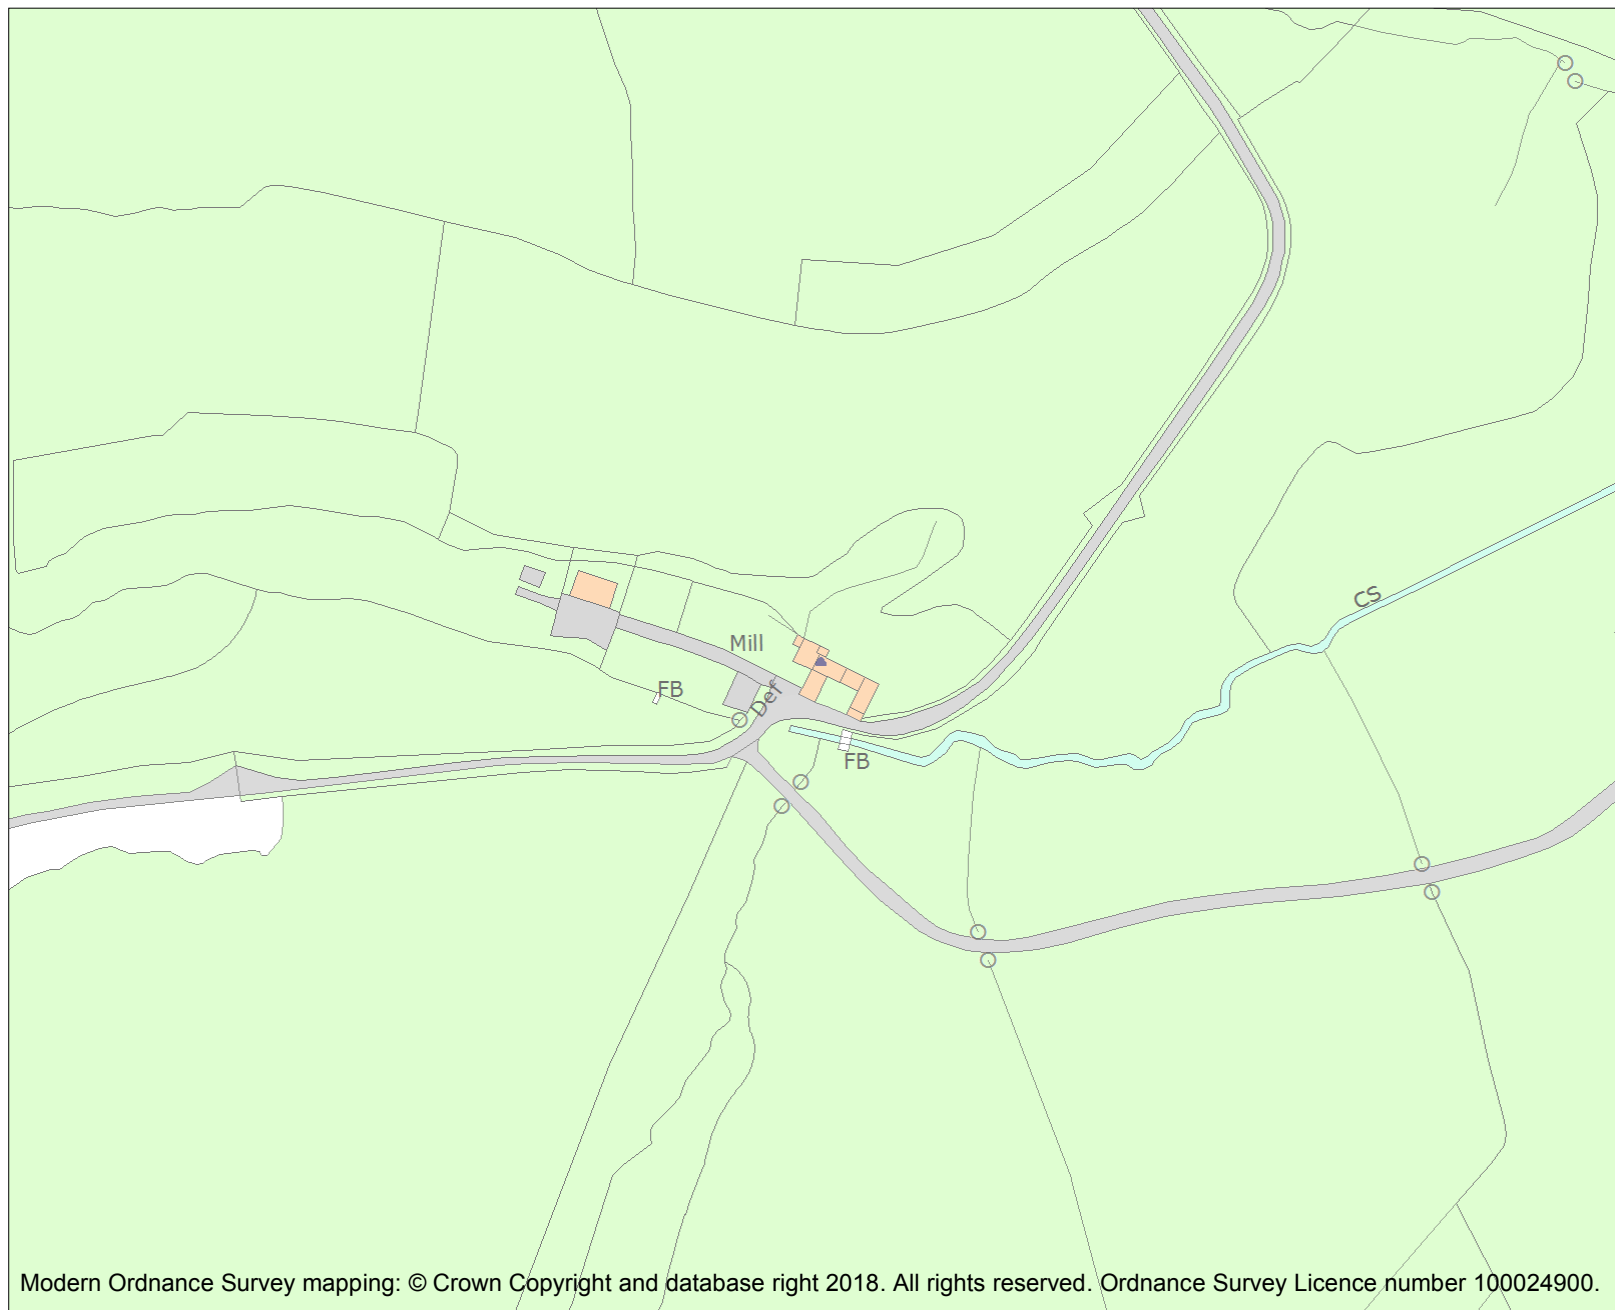 CS
Mill
FB
Def
FB
Modern Ordnance Survey mapping: © Crown Copyright and database right 2018. All rights reserved. Ordnance Survey Licence number 100024900.